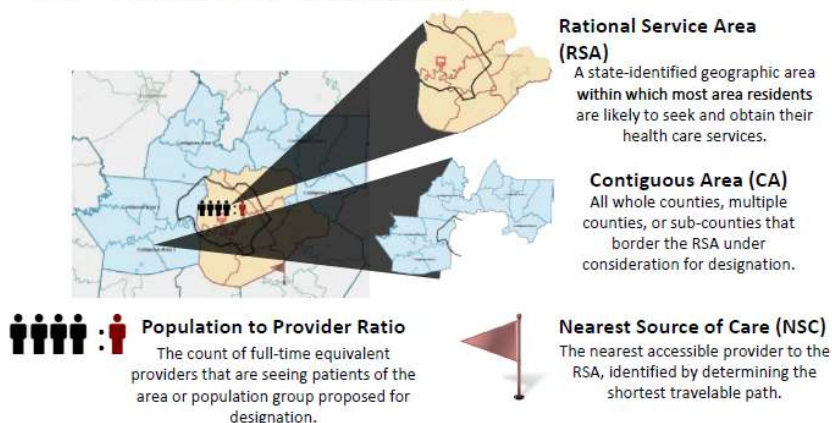 Rational Service Area
(RSA)
A state-identified geographic area
within which most area residents
are likely to seek and obtain their
health care services.
Contiguous Area (CA)
All whole counties, multiple
counties, or sub-counties that
border the RSA under
consideration for designation.
Population to Provider Ratio
The count of full-time equivalent
providers that are seeing patients of the
area or population group proposed for
designation.
Nearest Source of Care (NSC)
The nearest accessible provider to the
RSA, identified by determining the
shortest travelable path.